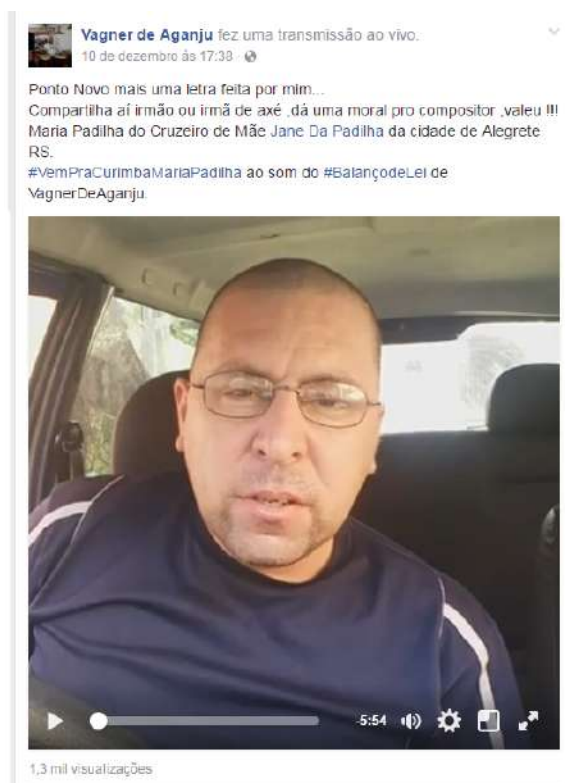 Vagner de Aganju fez uma transmissão ao vivo.
10 de dezembro às 17:38
Ponto Novo mais uma letra feita por mim...
Compartilha aí irmão ou irmã de axé ,dá uma moral pro compositor ,valeu !!!
Maria Padilha do Cruzeiro de Mãe Jane Da Padilha da cidade de Alegrete
RS.
#VemPraCurimbaMariaPadilha ao som do #BalançodeLei de
VagnerDeAganju.
-5:54
1,3 mil visualizações